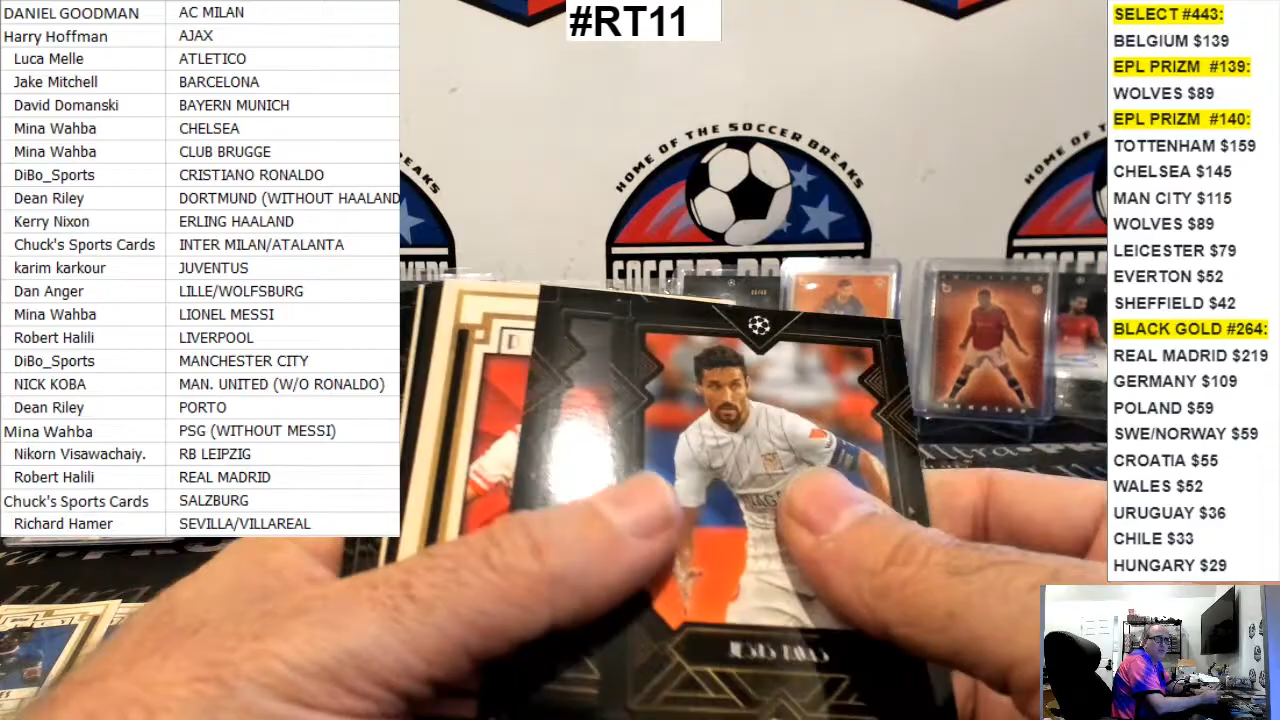 #RT11
DANIEL GOODMAN AC MILAN
Harry Hoffman AJAX
Luca Melle ATLETICO
Jake Mitchell BARCELONA
David Domanski BAYERN MUNICH
Mina Wahba CHELSEA
Mina Wahba CLUB BRUGGE
DiBo_Sports CRISTIANO RONALDO
Dean Riley DORTMUND (WITHOUT HAALAND
Kerry Nixon ERLING HAALAND
Chuck's Sports Cards INTER MILAN/ATALANTA
karim karkour JUVENTUS
Dan Anger LILLE/WOLFSBURG
Mina Wahba LIONEL MESSI
Robert Halili LIVERPOOL
DiBo_Sports MANCHESTER CITY
NICK KOBA MAN. UNITED (W/O RONALDO)
Dean Riley PORTO
Mina Wahba PSG (WITHOUT MESSI)
Nikorn Visawachaiy. RB LEIPZIG
Robert Halili REAL MADRID
Chuck's Sports Cards SALZBURG
Richard Hamer SEVILLA/VILLAREAL
HOME OF THE SOCCER BREAKS
SELECT #443:
BELGIUM $139
EPL PRIZM #139:
WOLVES $89
EPL PRIZM #140:
TOTTENHAM $159
CHELSEA $145
MAN CITY $115
WOLVES $89
LEICESTER $79
EVERTON $52
SHEFFIELD $42
BLACK GOLD #264:
REAL MADRID $219
GERMANY $109
POLAND $59
SWE/NORWAY $59
CROATIA $55
WALES $52
URUGUAY $36
CHILE $33
HUNGARY $29